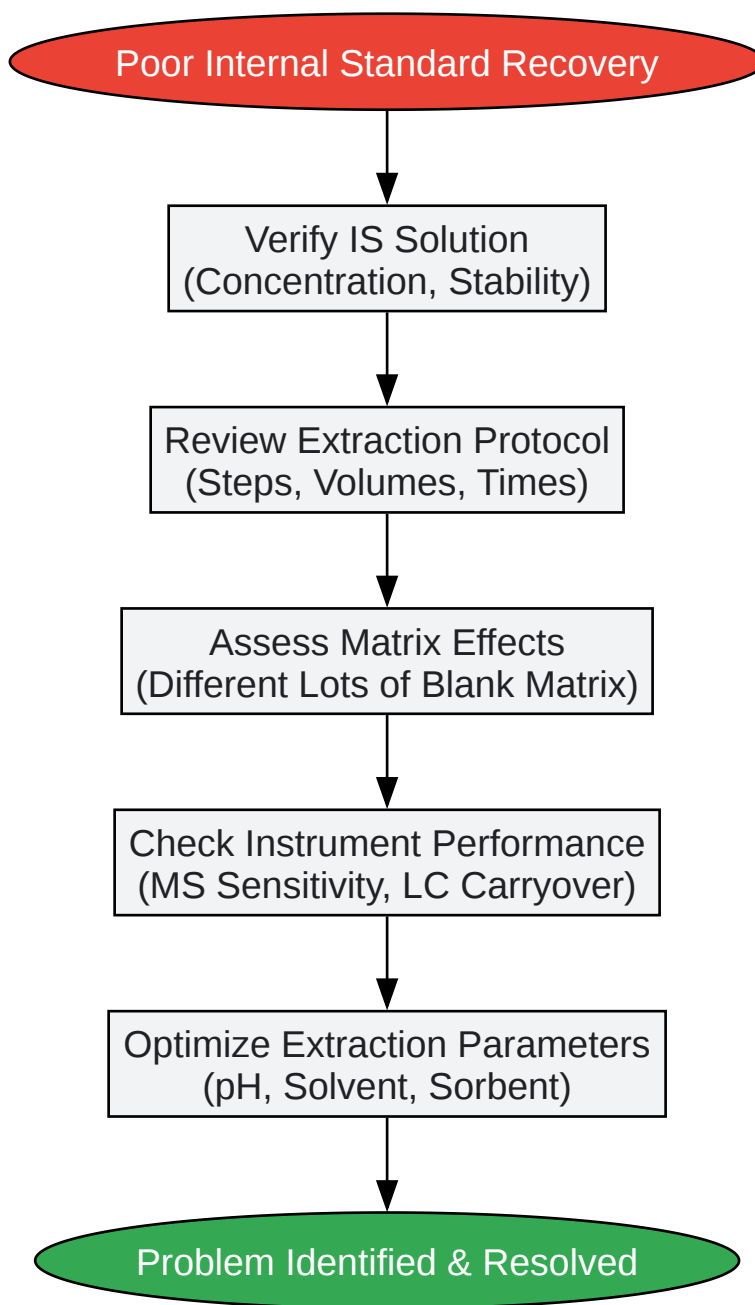 Poor Internal Standard Recovery
Verify IS Solution
(Concentration, Stability)
Review Extraction Protocol
(Steps, Volumes, Times)
Assess Matrix Effects
(Different Lots of Blank Matrix)
Check Instrument Performance
(MS Sensitivity, LC Carryover)
Optimize Extraction Parameters
(pH, Solvent, Sorbent)
Problem Identified & Resolved